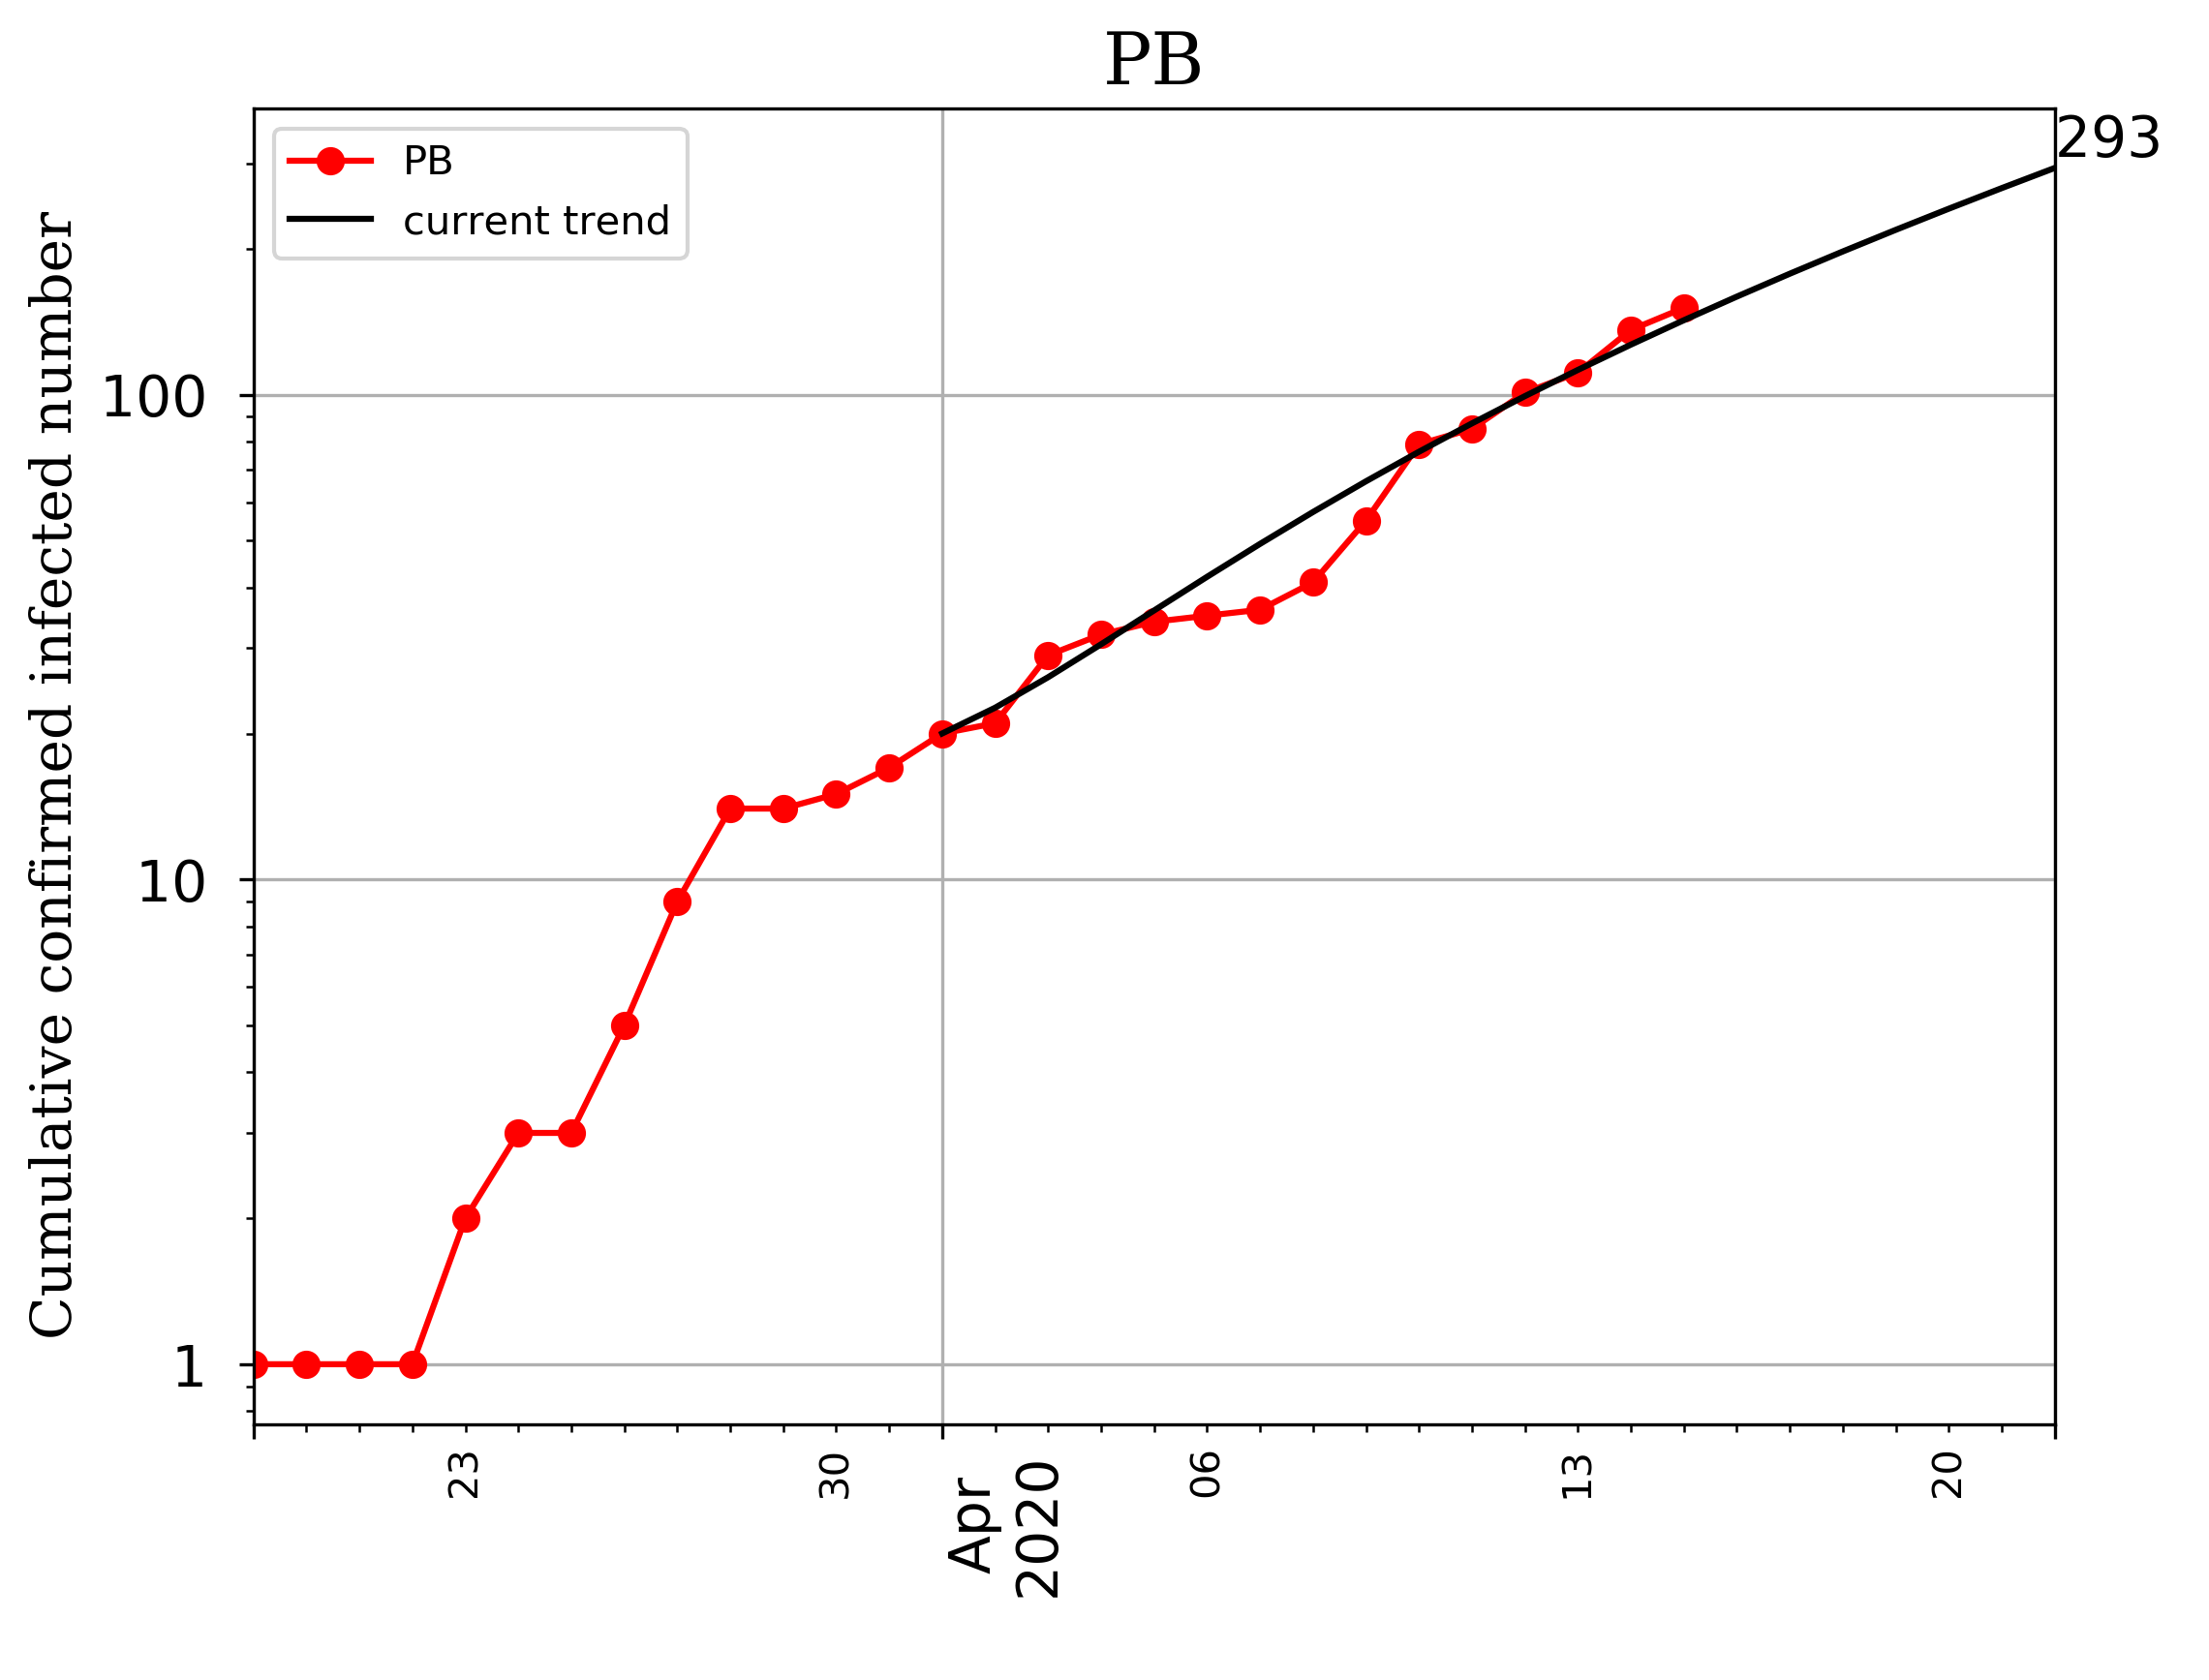 PB
293
PB
current trend
Cumulative confirmed infected number
100
10
1
23
30
Apr
2020
06
13
20